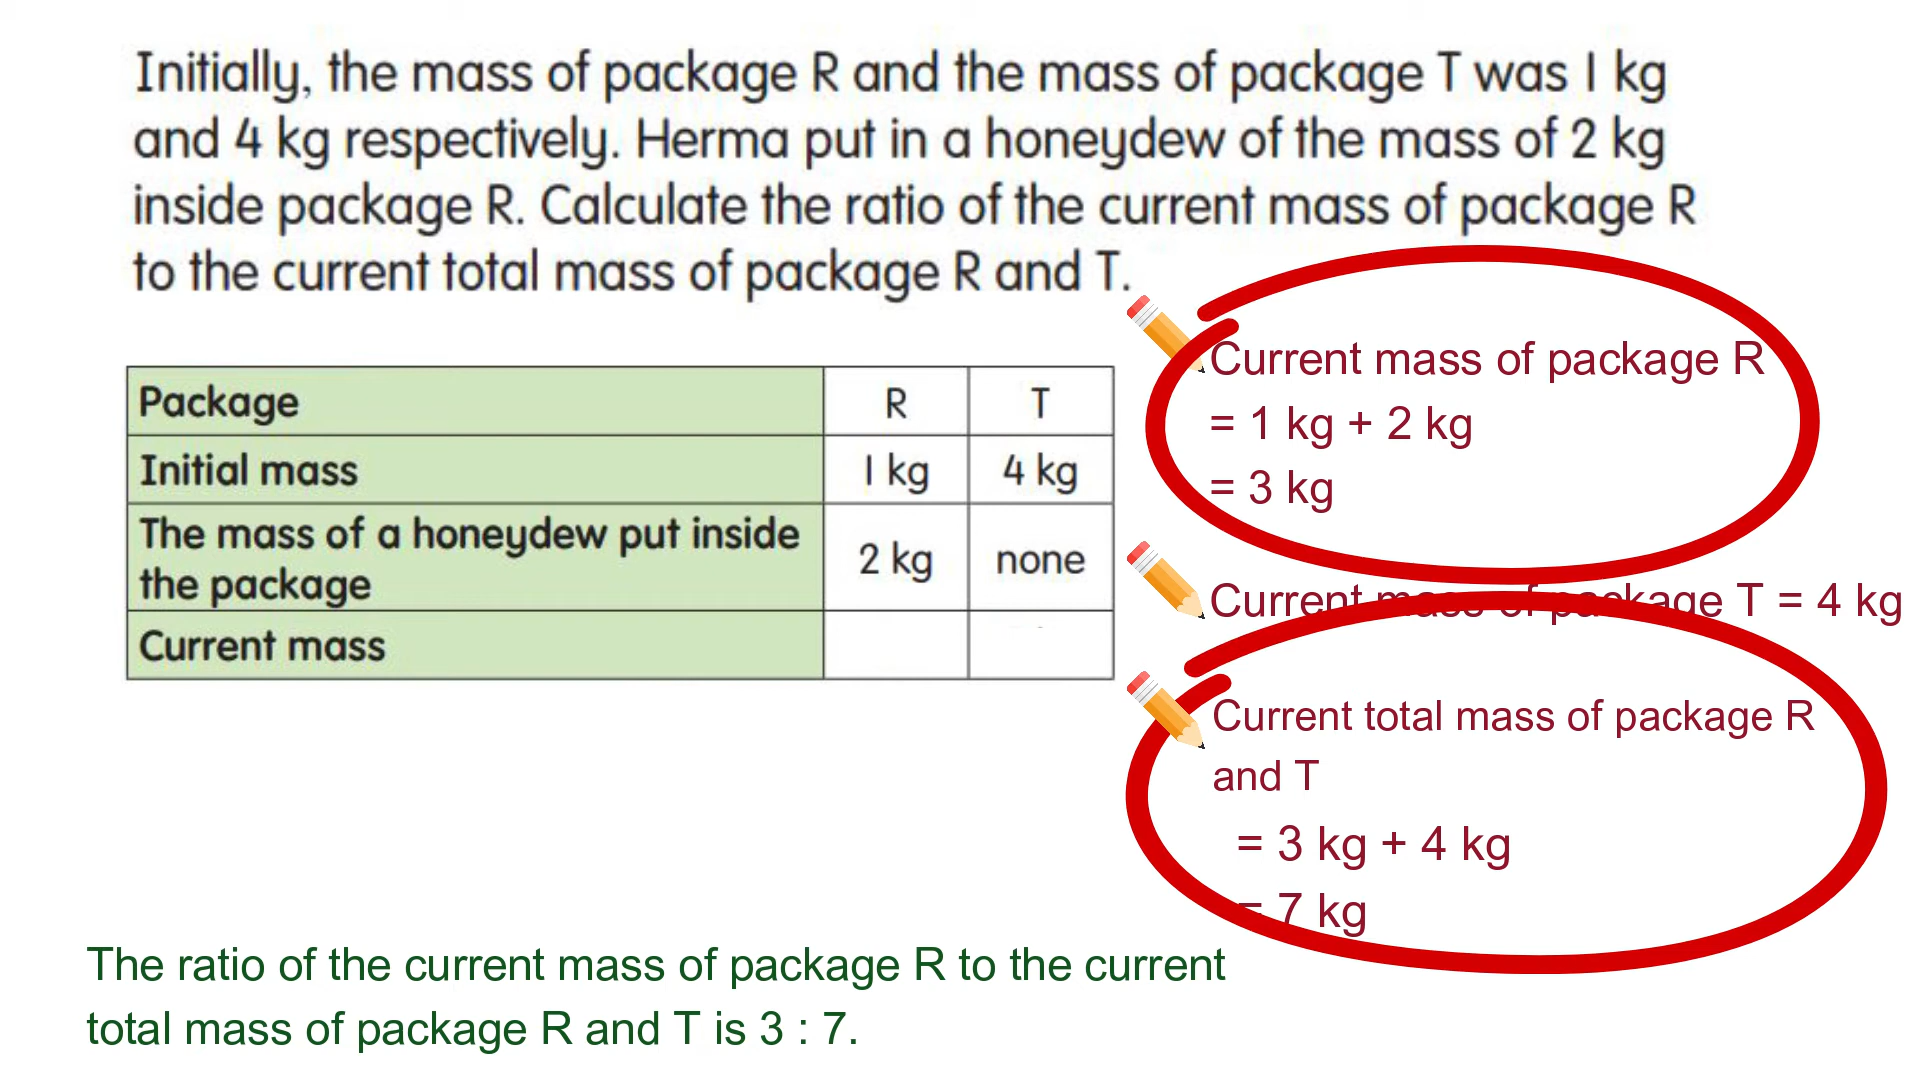 Initially, the mass of package R and the mass of package T was 1 kg
and 4 kg respectively. Herma put in a honeydew of the mass of 2 kg
inside package R. Calculate the ratio of the current mass of package R
to the current total mass of package R and T.
Package R T
Initial mass 1 kg 4 kg
The mass of a honeydew put inside
the package 2 kg none
Current mass
Current mass of package R
= 1 kg + 2 kg
= 3 kg
Current mass of package T = 4 kg
Current total mass of package R
and T
= 3 kg + 4 kg
= 7 kg
The ratio of the current mass of package R to the current
total mass of package R and T is 3 : 7.